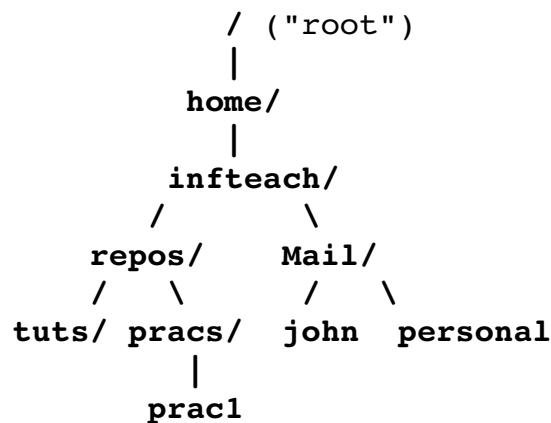 / ("root")
|
home/
|
infteach/
/ \
repos/ Mail/
/ \ / \
tuts/ pracs/ john personal
|
prac1